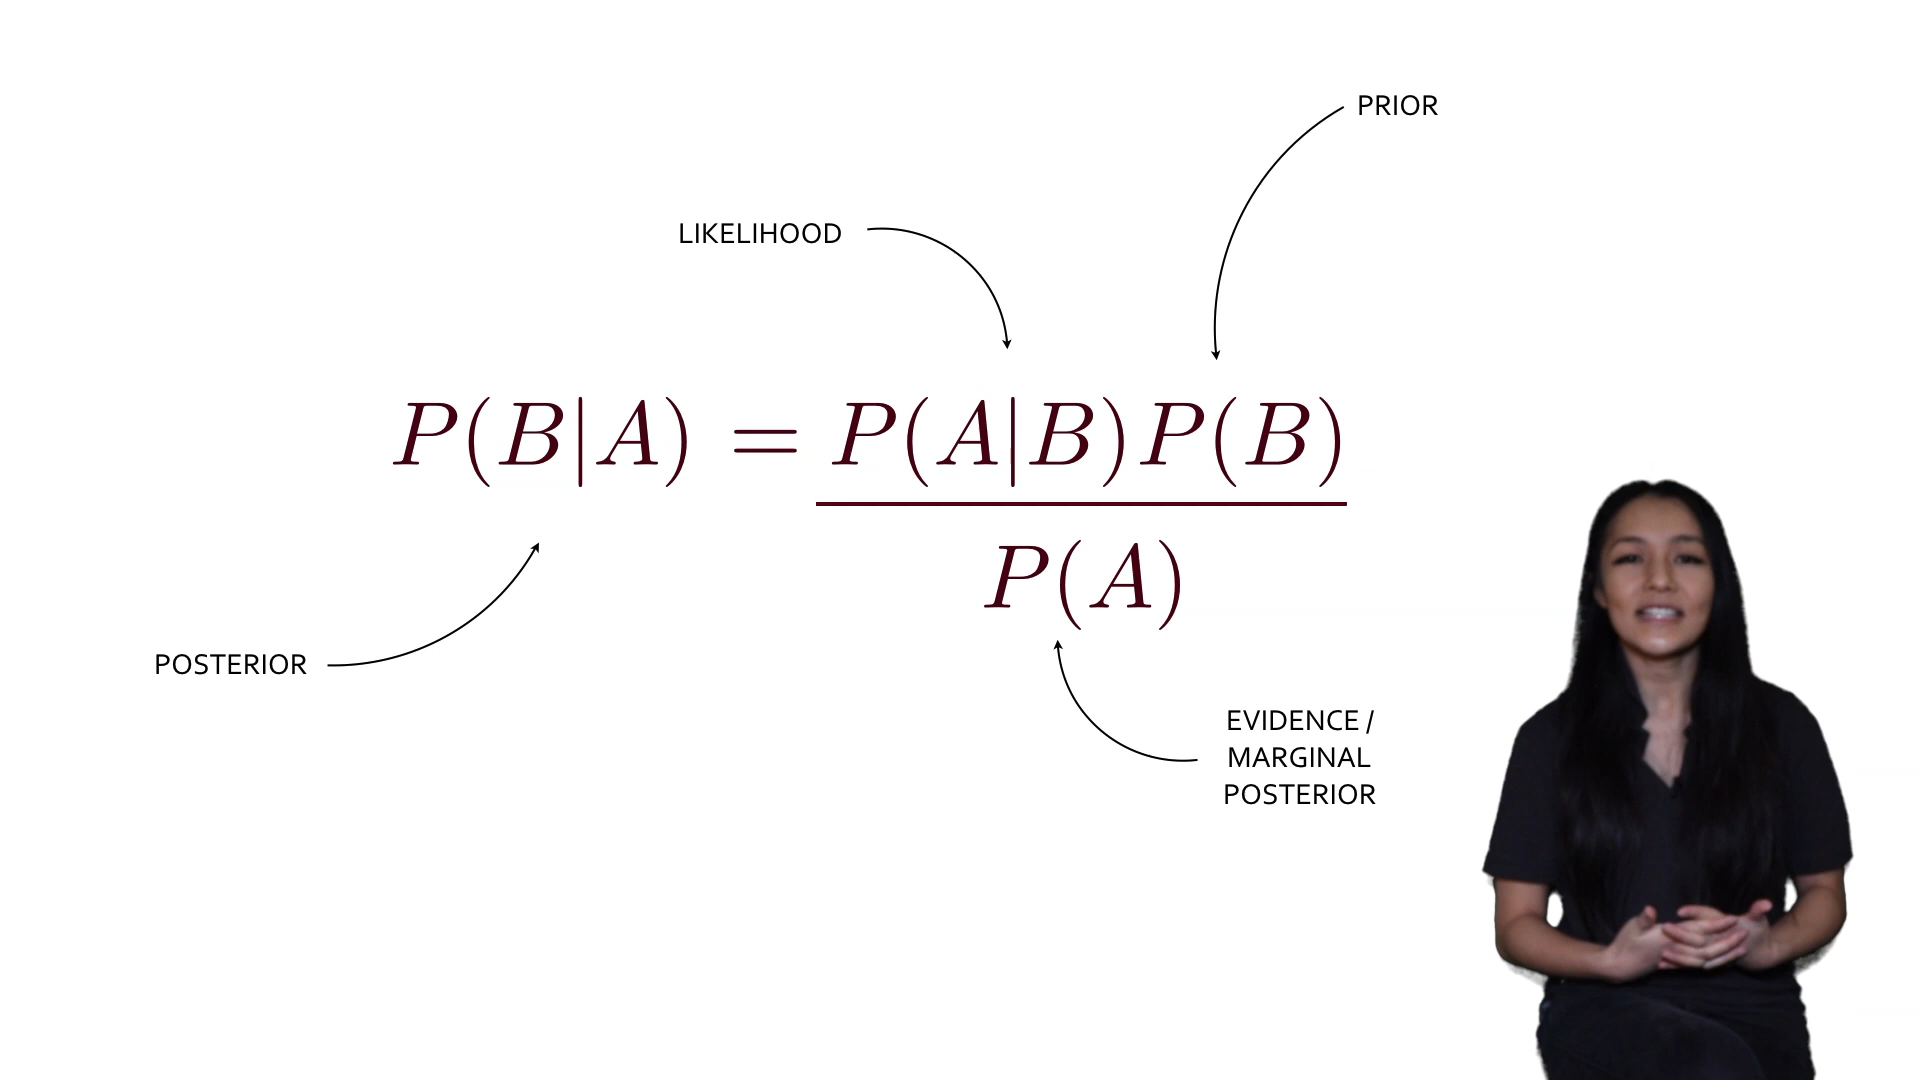 PRIOR
LIKELIHOOD
P(B|A) = P(A|B)P(B)
P(A)
POSTERIOR
EVIDENCE /
MARGINAL
POSTERIOR